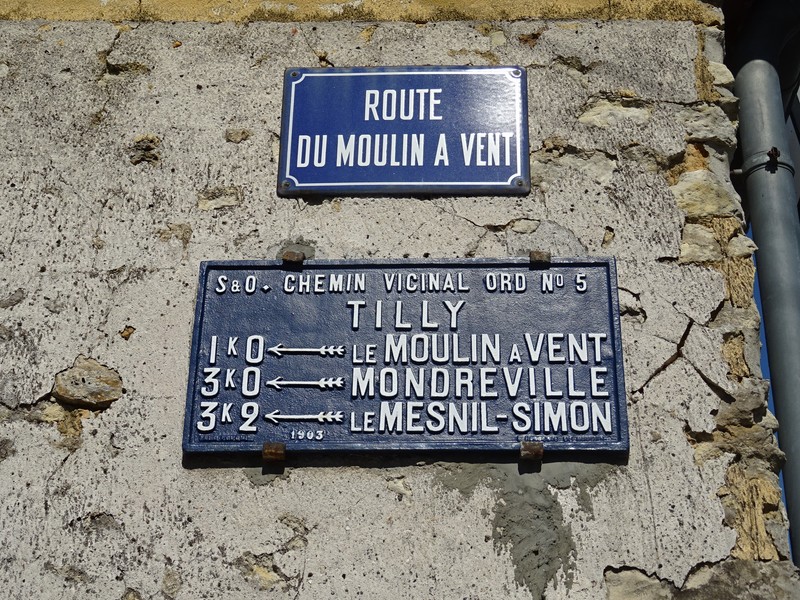 ROUTE
DU MOULIN A VENT
S&O. CHEMIN VICINAL ORD No 5
TILLY
1K0 LE MOULIN A VENT
3K0 MONDREVILLE
3K2 LE MESNIL-SIMON
1903